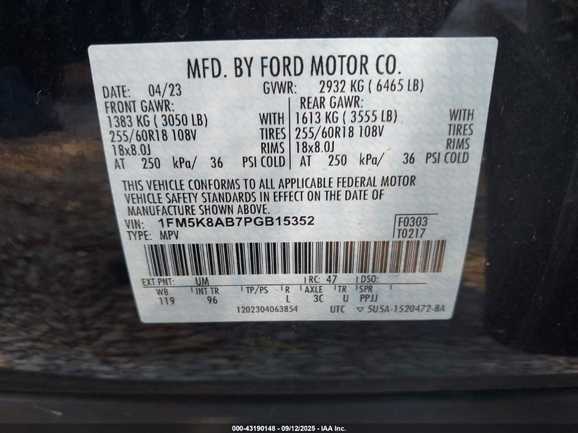 MFD. BY FORD MOTOR CO.
DATE: 04/23 GVWR: 2932 KG ( 6465 LB)
FRONT GAWR: REAR GAWR:
1383 KG ( 3050 LB) WITH 1613 KG ( 3555 LB) WITH
255/60R18 108V TIRES 255/60R18 108V TIRES
18x8.0J RIMS 18x8.0J RIMS
AT 250 kPa/ 36 PSI COLD AT 250 kPa/ 36 PSI COLD
THIS VEHICLE CONFORMS TO ALL APPLICABLE FEDERAL MOTOR
VEHICLE SAFETY STANDARDS IN EFFECT ON THE DATE OF
MANUFACTURE SHOWN ABOVE.
VIN: 1FM5K8AB7PGB15352 F0303
TYPE: MPV T0217
EXT PNT: UM RC: 47 DSO:
WB INT TR TP/PS R AXLE TR SPR
119 96 L 3C U PPJJ
1202304063854 UTC ▽ 5U5A-1520472-BA
000-43190148 - 09/12/2025 - IAA Inc.